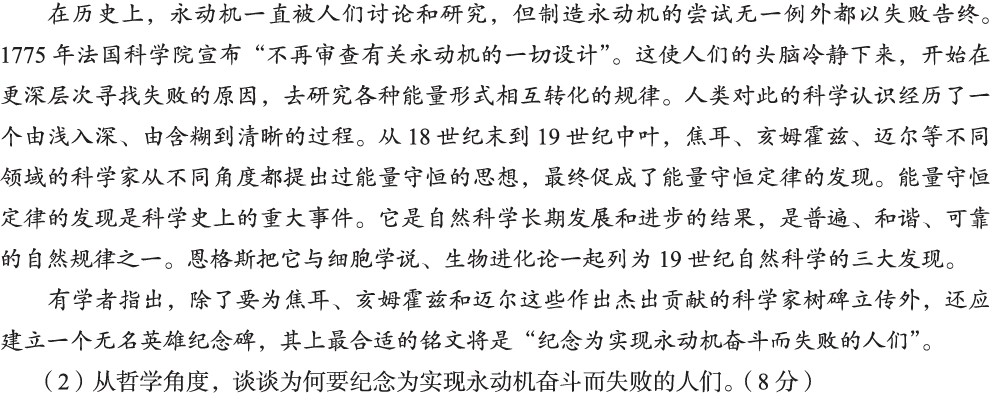 在历史上，永动机一直被人们讨论和研究，但制造永动机的尝试无一例外都以失败告终。
1775 年法国科学院宣布“不再审查有关永动机的一切设计”。这使人们的头脑冷静下来，开始在
更深层次寻找失败的原因，去研究各种能量形式相互转化的规律。人类对此的科学认识经历了一
个由浅入深、由含糊到清晰的过程。从 18 世纪末到 19 世纪中叶，焦耳、亥姆霍兹、迈尔等不同
领域的科学家从不同角度都提出过能量守恒的思想，最终促成了能量守恒定律的发现。能量守恒
定律的发现是科学史上的重大事件。它是自然科学长期发展和进步的结果，是普遍、和谐、可靠
的自然规律之一。恩格斯把它与细胞学说、生物进化论一起列为 19 世纪自然科学的三大发现。
有学者指出，除了要为焦耳、亥姆霍兹和迈尔这些作出杰出贡献的科学家树碑立传外，还应
建立一个无名英雄纪念碑，其上最合适的铭文将是“纪念为实现永动机奋斗而失败的人们”。
（2）从哲学角度，谈谈为何要纪念为实现永动机奋斗而失败的人们。（8 分）